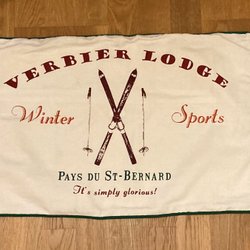 VERBIER LODGE
Winter Sports
PAYS DU ST-BERNARD
It's simply glorious!